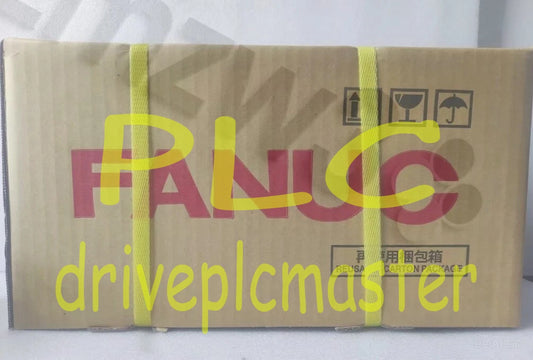 PLC
FANUC
再使用梱包箱
REUSABLE CARTON PACKAGE
driveplcmaster